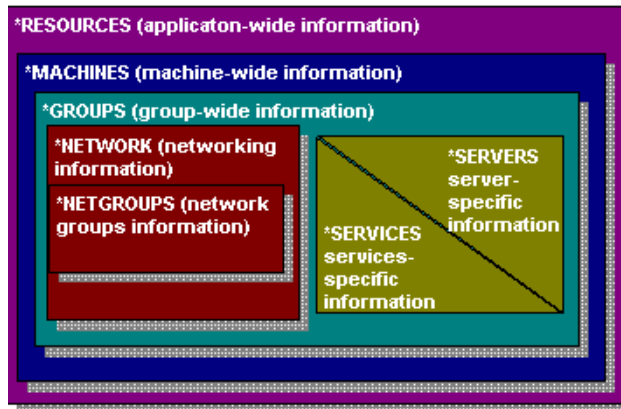 *RESOURCES (applicaton-wide information)
*MACHINES (machine-wide information)
*GROUPS (group-wide information)
*NETWORK (networking
information)
*NETGROUPS (network
groups information)
*SERVERS
server-
specific
information
*SERVICES
services-
specific
information